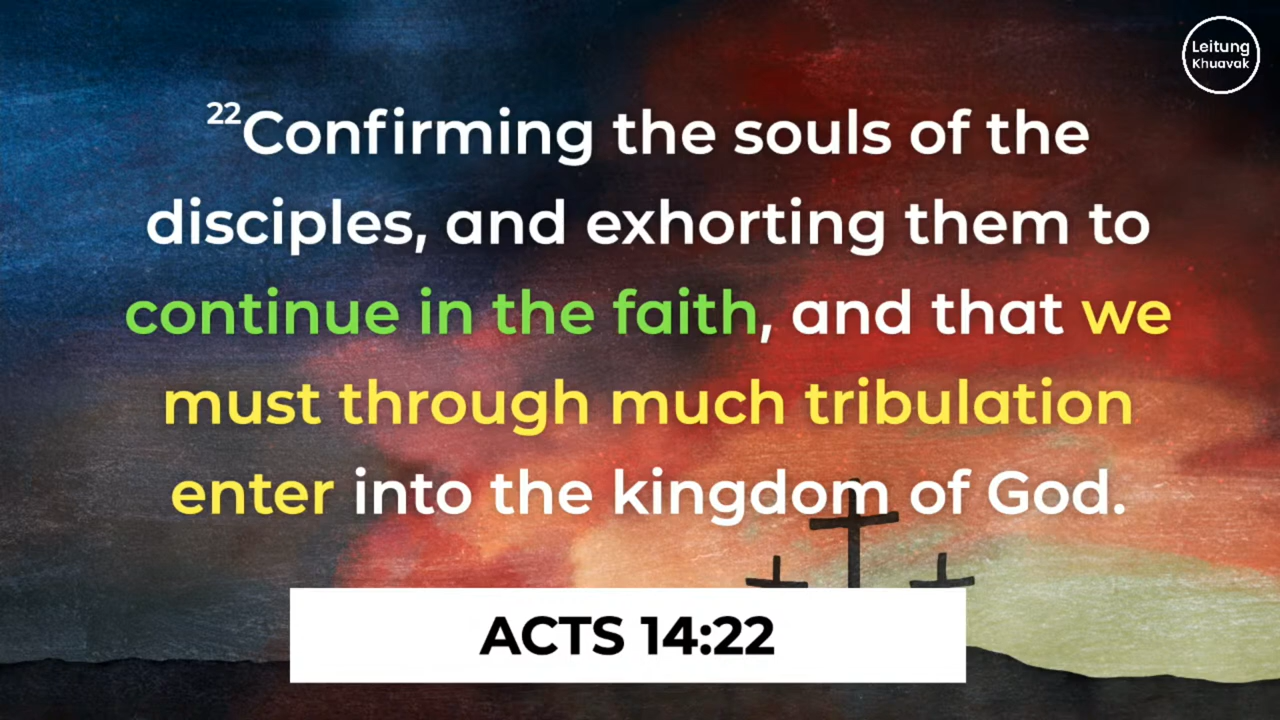 Leitung
Khuavak
22Confirming the souls of the
disciples, and exhorting them to
continue in the faith, and that we
must through much tribulation
enter into the kingdom of God.
ACTS 14:22